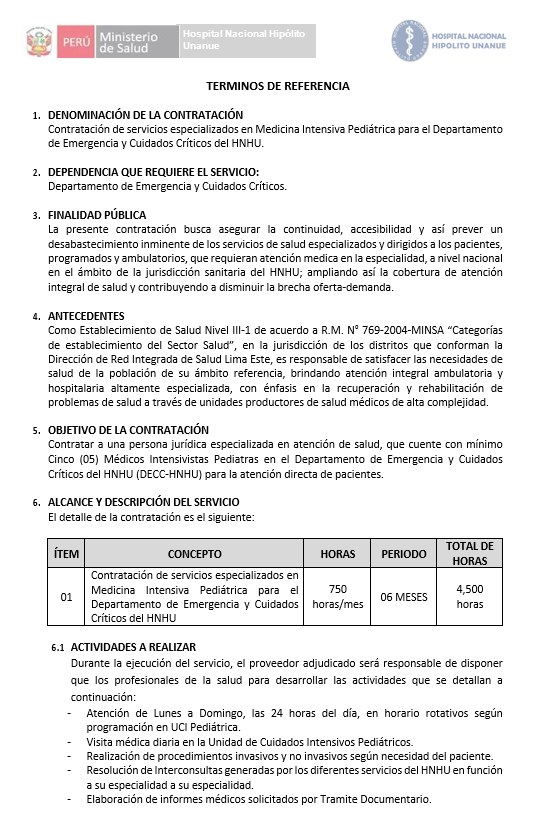 PERÚ
Ministerio
de Salud
Hospital Nacional Hipólito
Unanue
HOSPITAL NACIONAL
HIPÓLITO UNANUE
TERMINOS DE REFERENCIA
1. DENOMINACIÓN DE LA CONTRATACIÓN
Contratación de servicios especializados en Medicina Intensiva Pediátrica para el Departamento
de Emergencia y Cuidados Críticos del HNHU.
2. DEPENDENCIA QUE REQUIERE EL SERVICIO:
Departamento de Emergencia y Cuidados Críticos.
3. FINALIDAD PÚBLICA
La presente contratación busca asegurar la continuidad, accesibilidad y así prever un
desabastecimiento inminente de los servicios de salud especializados y dirigidos a los pacientes,
programados y ambulatorios, que requieran atención medica en la especialidad, a nivel nacional
en el ámbito de la jurisdicción sanitaria del HNHU; ampliando así la cobertura de atención
integral de salud y contribuyendo a disminuir la brecha oferta-demanda.
4. ANTECEDENTES
Como Establecimiento de Salud Nivel III-1 de acuerdo a R.M. N° 769-2004-MINSA “Categorías
de establecimiento del Sector Salud”, en la jurisdicción de los distritos que conforman la
Dirección de Red Integrada de Salud Lima Este, es responsable de satisfacer las necesidades de
salud de la población de su ámbito referencia, brindando atención integral ambulatoria y
hospitalaria altamente especializada, con énfasis en la recuperación y rehabilitación de
problemas de salud a través de unidades productores de salud médicos de alta complejidad.
5. OBJETIVO DE LA CONTRATACIÓN
Contratar a una persona jurídica especializada en atención de salud, que cuente con mínimo
Cinco (05) Médicos Intensivistas Pediatras en el Departamento de Emergencia y Cuidados
Críticos del HNHU (DECC-HNHU) para la atención directa de pacientes.
6. ALCANCE Y DESCRIPCIÓN DEL SERVICIO
El detalle de la contratación es el siguiente:
ÍTEM CONCEPTO HORAS PERIODO TOTAL DE
HORAS
01 Contratación de servicios especializados en
Medicina Intensiva Pediátrica para el
Departamento de Emergencia y Cuidados
Críticos del HNHU
750
horas/mes
06 MESES
4,500
horas
6.1 ACTIVIDADES A REALIZAR
Durante la ejecución del servicio, el proveedor adjudicado será responsable de disponer
que los profesionales de la salud para desarrollar las actividades que se detallan a
continuación:
- Atención de Lunes a Domingo, las 24 horas del día, en horario rotativos según
programación en UCI Pediátrica.
- Visita médica diaria en la Unidad de Cuidados Intensivos Pediátricos.
- Realización de procedimientos invasivos y no invasivos según necesidad del paciente.
- Resolución de Interconsultas generadas por los diferentes servicios del HNHU en función
a su especialidad a su especialidad.
- Elaboración de informes médicos solicitados por Tramite Documentario.